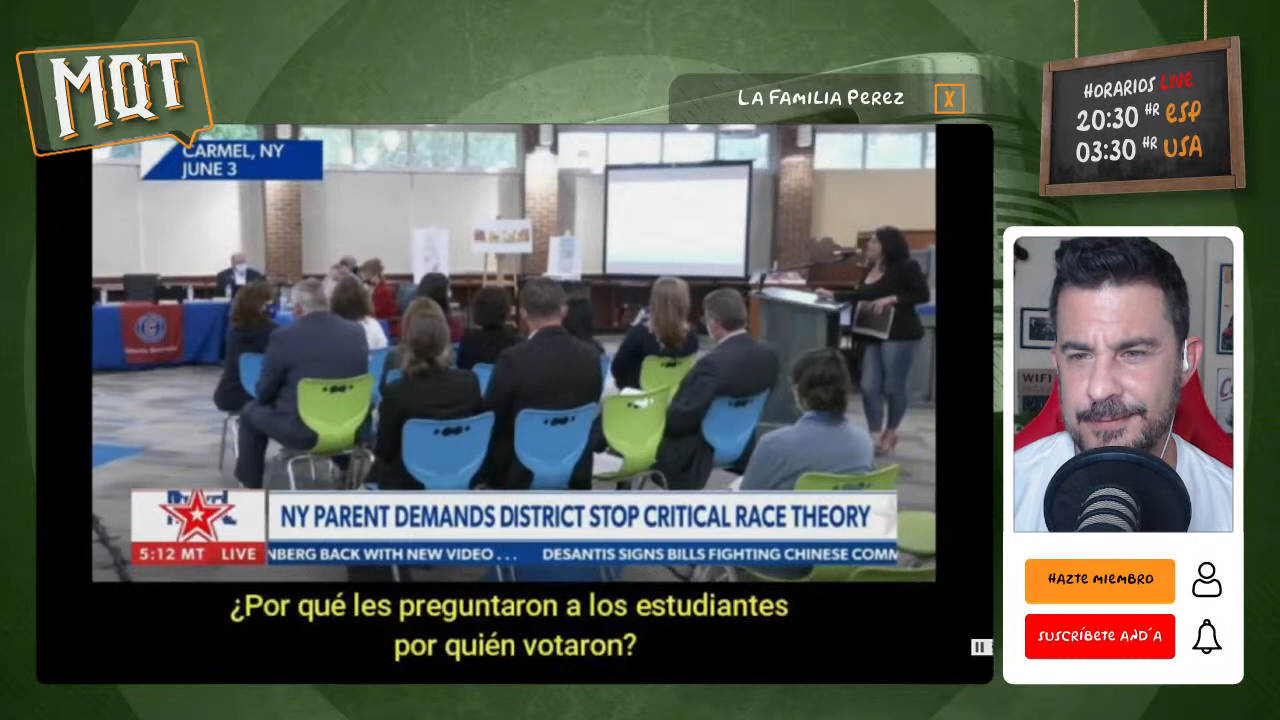 MQT
LA FAMILIA PEREZ
X
HORARIOS LIVE
20:30 HR esp
03:30 HR USA
CARMEL, NY
JUNE 3
NY PARENT DEMANDS DISTRICT STOP CRITICAL RACE THEORY
5:12 MT LIVE
NBERG BACK WITH NEW VIDEO... DESANTIS SIGNS BILLS FIGHTING CHINESE COMM
¿Por qué les preguntaron a los estudiantes
por quién votaron?
WIFI
HAZTE MIEMBRO
SUSCRÍBETE AND´A